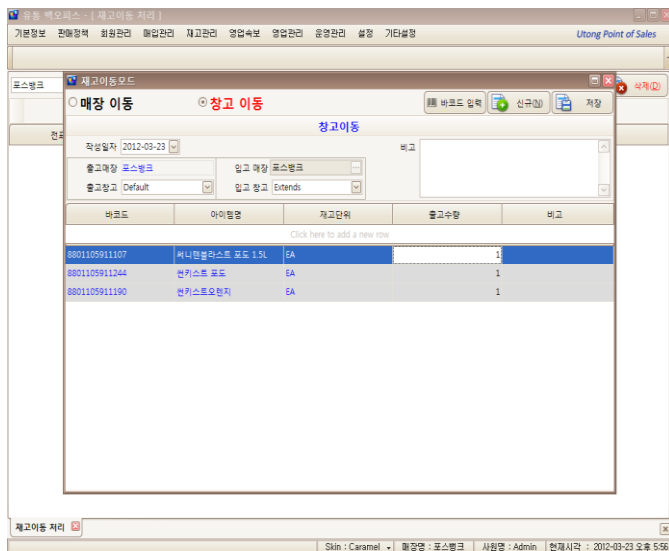 유통 백오피스 - [ 재고이동 처리 ]
기본정보 판매정책 회원관리 매입관리 재고관리 영업속보 영업관리 운영관리 설정 기타설정 Utong Point of Sales
포스뱅크 삭제(D)
재고이동모드
매장 이동 창고 이동 바코드 입력 신규(N) 저장
창고이동
작성일자 2012-03-23 비고
출고매장 포스뱅크 입고 매장 포스뱅크
출고창고 Default 입고 창고 Extends
바코드 아이템명 재고단위 출고수량 비고
Click here to add a new row
8801105911107 써니텐블라스트 포도 1.5L EA 1
8801105911244 썬키스트 포도 EA 1
8801105911190 썬키스트오렌지 EA 1
재고이동 처리
Skin : Caramel 매장명 : 포스뱅크 사원명 : Admin 현재시각 : 2012-03-23 오후 5:56